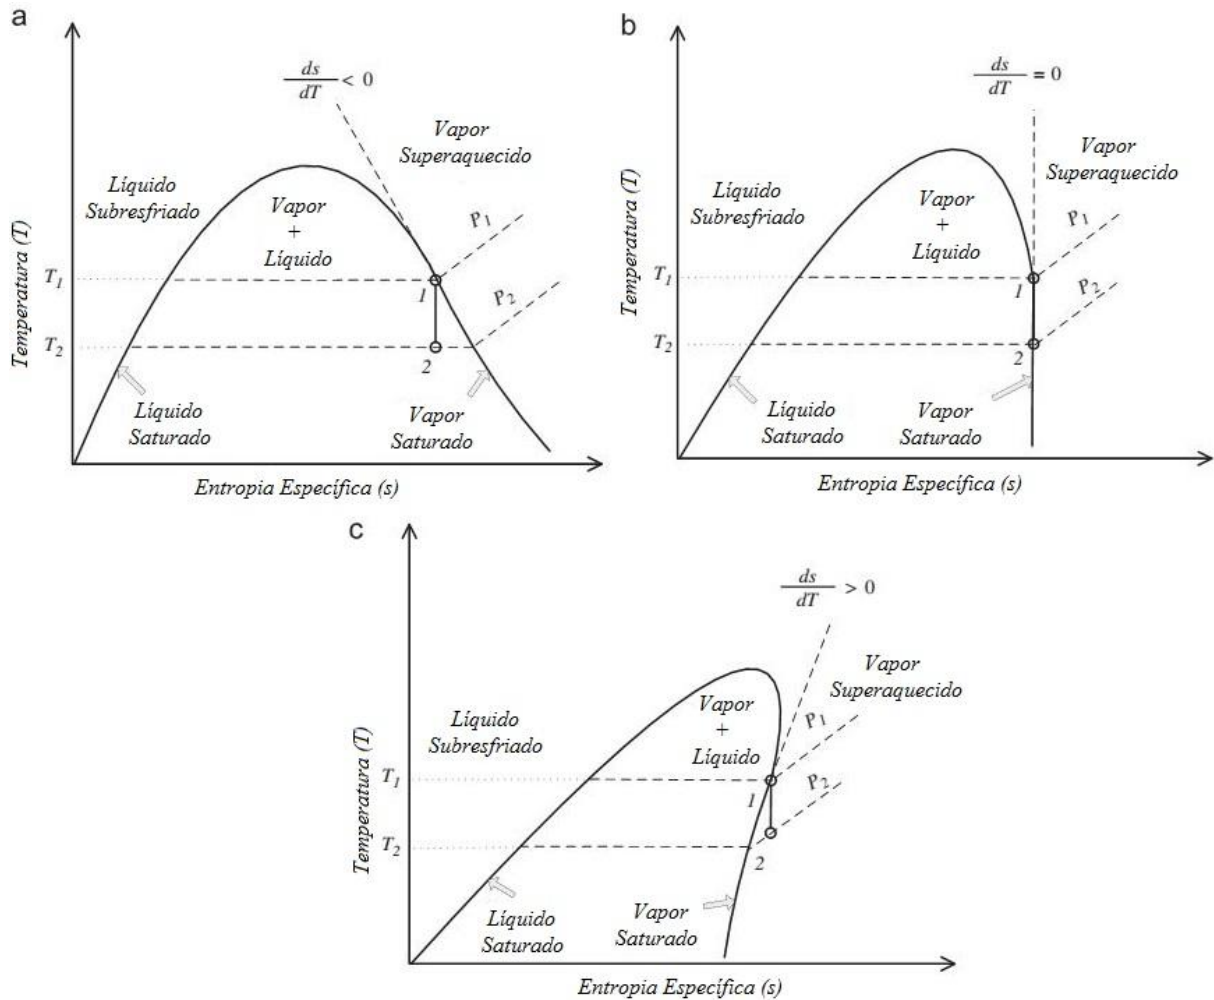 a
ds
dT
< 0
Vapor
Superaquecido
Líquido
Subresfriado
Vapor
+
Líquido
P1
P2
T1
T2
1
2
Líquido
Saturado
Vapor
Saturado
Temperatura (T)
Entropia Específica (s)
b
ds
dT
= 0
Vapor
Superaquecido
Líquido
Subresfriado
Vapor
+
Líquido
P1
P2
T1
T2
1
2
Líquido
Saturado
Vapor
Saturado
Temperatura (T)
Entropia Específica (s)
c
ds
dT
> 0
Vapor
Superaquecido
Líquido
Subresfriado
Vapor
+
Líquido
P1
P2
T1
T2
1
2
Líquido
Saturado
Vapor
Saturado
Temperatura (T)
Entropia Específica (s)